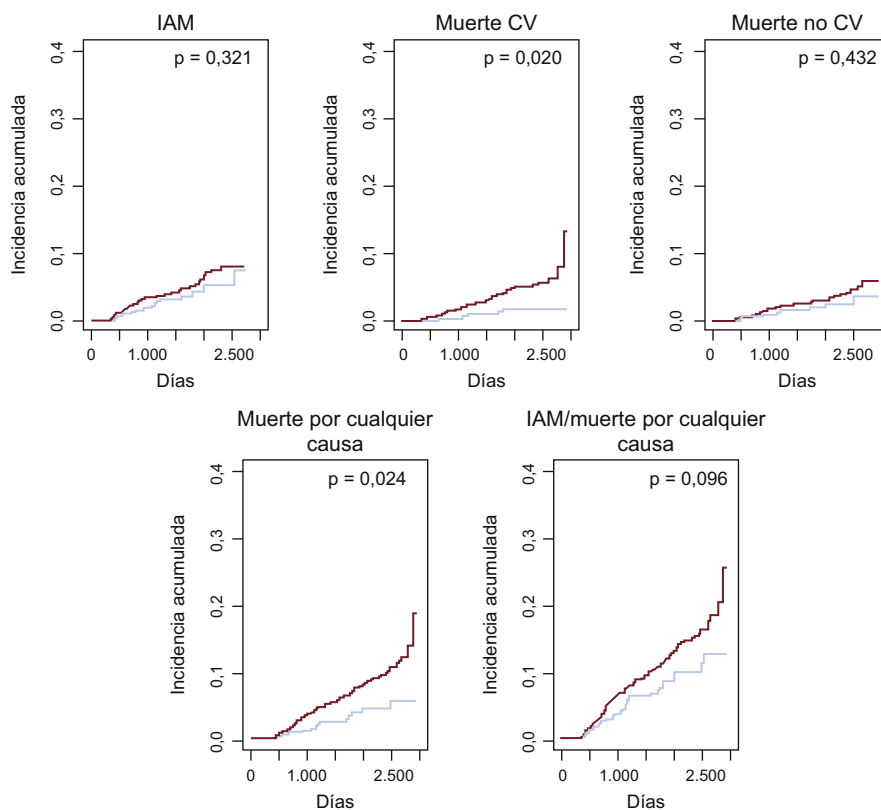 IAM
Muerte CV
Muerte no CV
p = 0,321
p = 0,020
p = 0,432
Incidencia acumulada
0,4
0,3
0,2
0,1
0,0
0
1.000
2.500
Días
Incidencia acumulada
0,4
0,3
0,2
0,1
0,0
0
1.000
2.500
Días
Incidencia acumulada
0,4
0,3
0,2
0,1
0,0
0
1.000
2.500
Días
Muerte por cualquier
causa
p = 0,024
Incidencia acumulada
0,4
0,3
0,2
0,1
0,0
0
1.000
2.500
Días
IAM/muerte por cualquier
causa
p = 0,096
Incidencia acumulada
0,4
0,3
0,2
0,1
0,0
0
1.000
2.500
Días